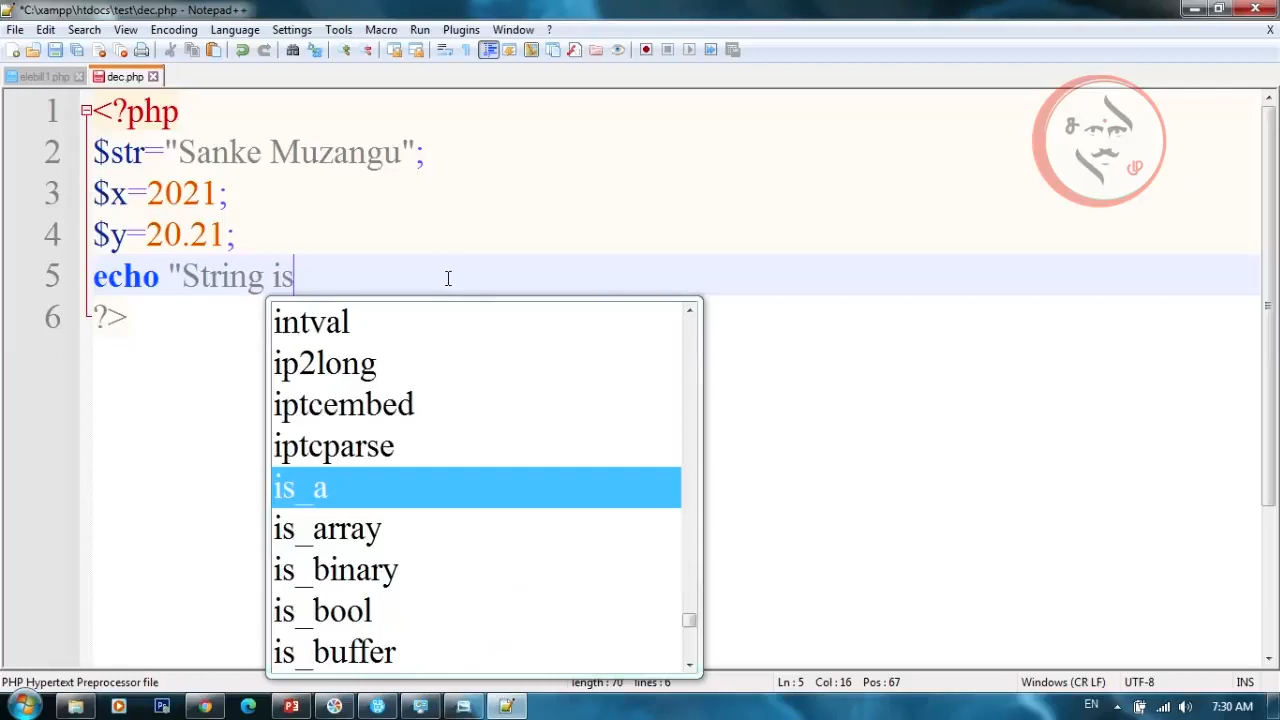 *C:\xampp\htdocs\test\dec.php - Notepad++
File Edit Search View Encoding Language Settings Tools Macro Run Plugins Window ? X
elebill1.php dec.php
1 <?php
2 $str="Sanke Muzangu";
3 $x=2021;
4 $y=20.21;
5 echo "String is
6 ?>
intval
ip2long
iptcembed
iptcparse
is_a
is_array
is_binary
is_bool
is_buffer
PHP Hypertext Preprocessor file length: 70 lines: 6 Ln: 5 Col: 16 Pos: 67 Windows (CR LF) UTF-8 INS
EN 7:30 AM